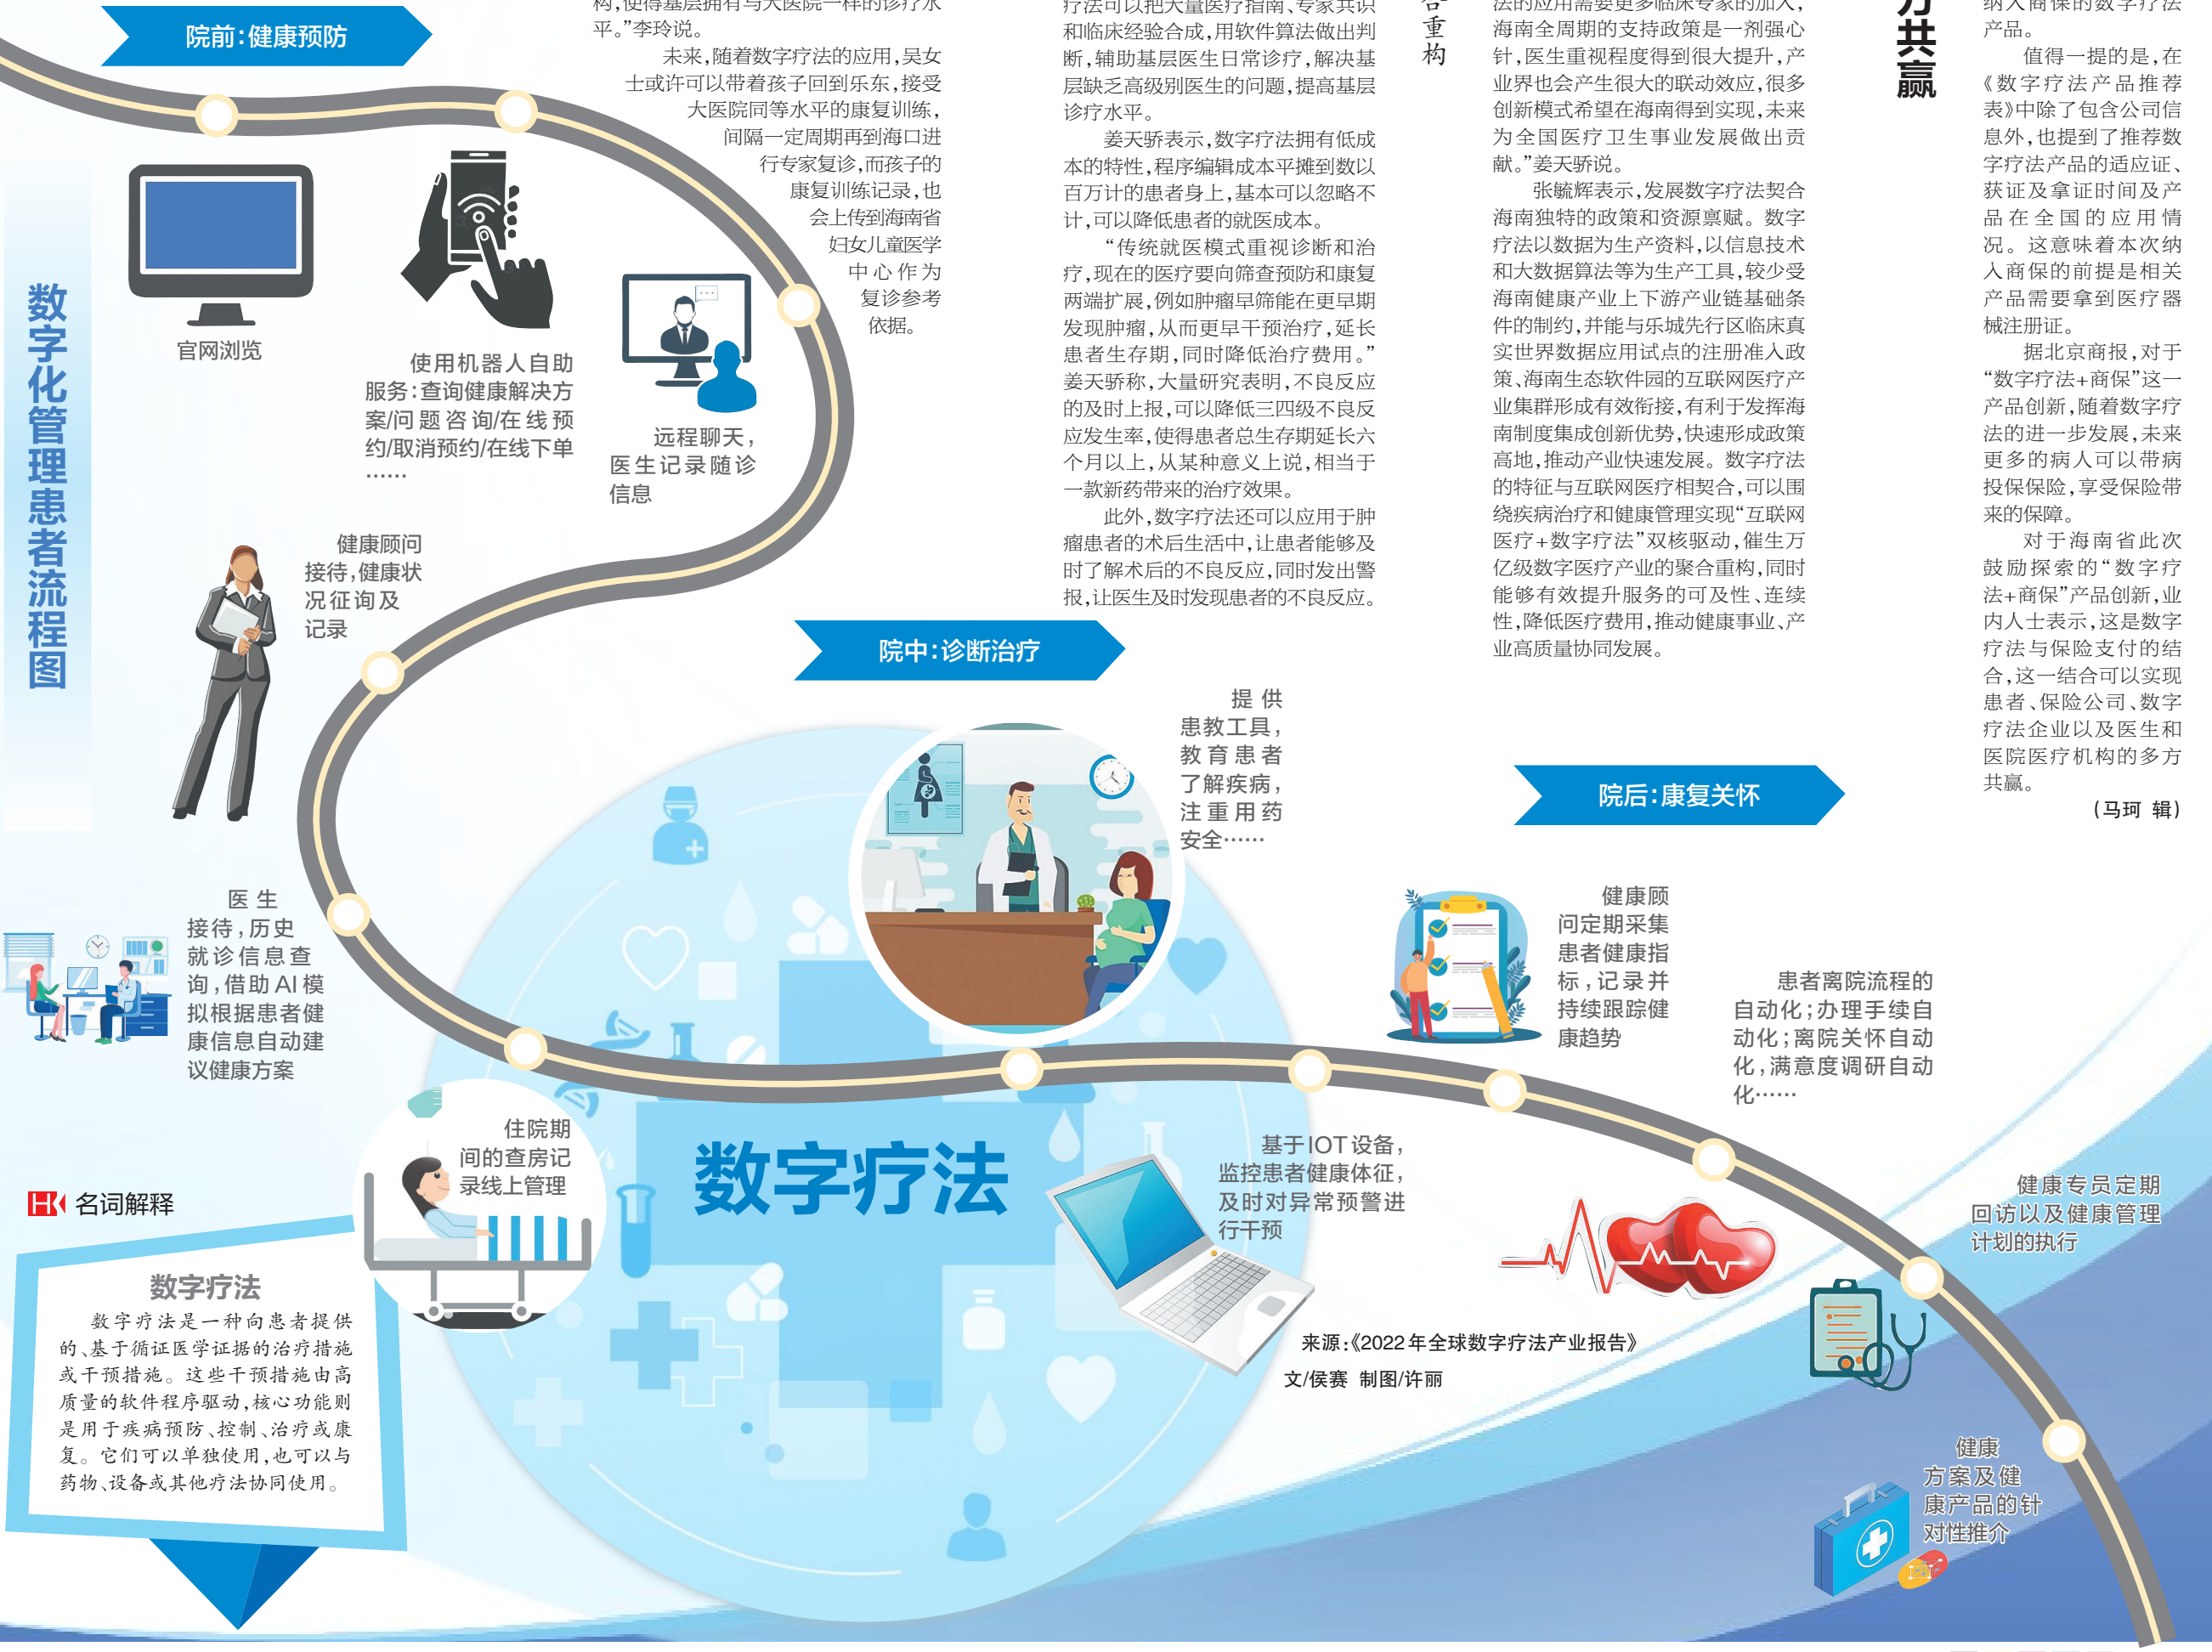 院前:健康预防
构,使得基层拥有与大医院一样的诊疗水
平。”李玲说。
未来,随着数字疗法的应用,吴女
士或许可以带着孩子回到乐东,接受
大医院同等水平的康复训练,
间隔一定周期再到海口进
行专家复诊,而孩子的
康复训练记录,也
会上传到海南省
妇女儿童医学
中心作为
复诊参考
依据。
疗法可以把大量医疗指南、专家共识
和临床经验合成,用软件算法做出判
断,辅助基层医生日常诊疗,解决基
层缺乏高级别医生的问题,提高基层
诊疗水平。
姜天骄表示,数字疗法拥有低成
本的特性,程序编辑成本平摊到数以
百万计的患者身上,基本可以忽略不
计,可以降低患者的就医成本。
“传统就医模式重视诊断和治
疗,现在的医疗要向筛查预防和康复
两端扩展,例如肿瘤早筛能在更早期
发现肿瘤,从而更早干预治疗,延长
患者生存期,同时降低治疗费用。”
姜天骄称,大量研究表明,不良反应
的及时上报,可以降低三四级不良反
应发生率,使得患者总生存期延长六
个月以上,从某种意义上说,相当于
一款新药带来的治疗效果。
此外,数字疗法还可以应用于肿
瘤患者的术后生活中,让患者能够及
时了解术后的不良反应,同时发出警
报,让医生及时发现患者的不良反应。
重构
法的应用需要更多临床专家的加入,
海南全周期的支持政策是一剂强心
针,医生重视程度得到很大提升,产
业界也会产生很大的联动效应,很多
创新模式希望在海南得到实现,未来
为全国医疗卫生事业发展做出贡
献。”姜天骄说。
张毓辉表示,发展数字疗法契合
海南独特的政策和资源禀赋。数字
疗法以数据为生产资料,以信息技术
和大数据算法等为生产工具,较少受
海南健康产业上下游产业链基础条
件的制约,并能与乐城先行区临床真
实世界数据应用试点的注册准入政
策、海南生态软件园的互联网医疗产
业集群形成有效衔接,有利于发挥海
南制度集成创新优势,快速形成政策
高地,推动产业快速发展。数字疗法
的特征与互联网医疗相契合,可以围
绕疾病治疗和健康管理实现“互联网
医疗+数字疗法”双核驱动,催生万
亿级数字医疗产业的聚合重构,同时
能够有效提升服务的可及性、连续
性,降低医疗费用,推动健康事业、产
业高质量协同发展。
方共赢
纳入商保的数字疗法
产品。
值得一提的是,在
《数字疗法产品推荐
表》中除了包含公司信
息外,也提到了推荐数
字疗法产品的适应证、
获证及拿证时间及产
品在全国的应用情
况。这意味着本次纳
入商保的前提是相关
产品需要拿到医疗器
械注册证。
据北京商报,对于
“数字疗法+商保”这一
产品创新,随着数字疗
法的进一步发展,未来
更多的病人可以带病
投保保险,享受保险带
来的保障。
对于海南省此次
鼓励探索的“数字疗
法+商保”产品创新,业
内人士表示,这是数字
疗法与保险支付的结
合,这一结合可以实现
患者、保险公司、数字
疗法企业以及医生和
医院医疗机构的多方
共赢。
(马珂 辑)
数字化管理患者流程图
官网浏览
使用机器人自助
服务:查询健康解决方
案/问题咨询/在线预
约/取消预约/在线下单
……
远程聊天,
医生记录随诊
信息
健康顾问
接待,健康状
况征询及
记录
医生
接待,历史
就诊信息查
询,借助AI模
拟根据患者健
康信息自动建
议健康方案
院中:诊断治疗
提供
患教工具,
教育患者
了解疾病,
注重用药
安全……
住院期
间的查房记
录线上管理
数字疗法
基于IOT设备,
监控患者健康体征,
及时对异常预警进
行干预
院后:康复关怀
健康顾
问定期采集
患者健康指
标,记录并
持续跟踪健
康趋势
患者离院流程的
自动化;办理手续自
动化;离院关怀自动
化,满意度调研自动
化……
健康专员定期
回访以及健康管理
计划的执行
健康
方案及健
康产品的针
对性推介
来源:《2022年全球数字疗法产业报告》
文/侯赛 制图/许丽
HK 名词解释
数字疗法
数字疗法是一种向患者提供
的、基于循证医学证据的治疗措施
或干预措施。这些干预措施由高
质量的软件程序驱动,核心功能则
是用于疾病预防、控制、治疗或康
复。它们可以单独使用,也可以与
药物、设备或其他疗法协同使用。